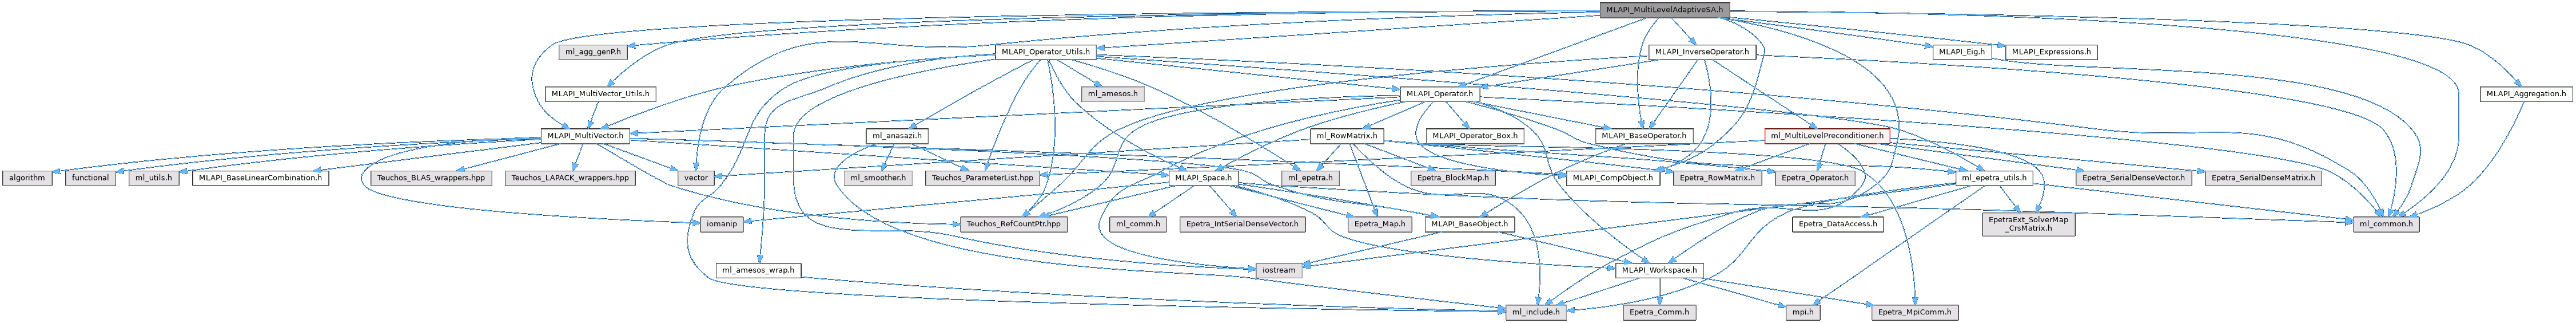 MLAPI_MultiLevelAdaptiveSA.h
ml_agg_genP.h
MLAPI_Operator_Utils.h
MLAPI_InverseOperator.h
MLAPI_Eig.h
MLAPI_Expressions.h
MLAPI_MultiVector_Utils.h
ml_amesos.h
MLAPI_Operator.h
MLAPI_Aggregation.h
MLAPI_MultiVector.h
ml_anasazi.h
ml_RowMatrix.h
MLAPI_Operator_Box.h
MLAPI_BaseOperator.h
ml_MultiLevelPreconditioner.h
algorithm
functional
ml_utils.h
MLAPI_BaseLinearCombination.h
Teuchos_BLAS_wrappers.hpp
Teuchos_LAPACK_wrappers.hpp
vector
ml_smoother.h
Teuchos_ParameterList.hpp
MLAPI_Space.h
ml_epetra.h
Epetra_BlockMap.h
MLAPI_CompObject.h
Epetra_RowMatrix.h
Epetra_Operator.h
ml_epetra_utils.h
Epetra_SerialDenseVector.h
Epetra_SerialDenseMatrix.h
iomanip
Teuchos_RefCountPtr.hpp
ml_comm.h
Epetra_IntSerialDenseVector.h
Epetra_Map.h
MLAPI_BaseObject.h
Epetra_DataAccess.h
EpetraExt_SolverMap
_CrsMatrix.h
ml_common.h
ml_amesos_wrap.h
iostream
MLAPI_Workspace.h
ml_include.h
Epetra_Comm.h
mpi.h
Epetra_MpiComm.h